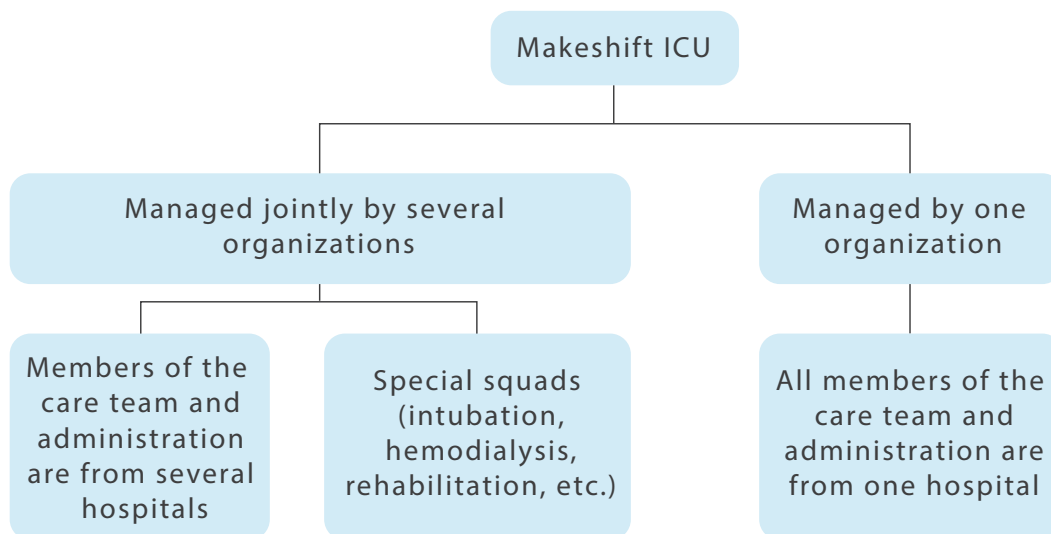 Makeshift ICU
Managed jointly by several
organizations
Managed by one
organization
Members of the
care team and
administration
are from several
hospitals
Special squads
(intubation,
hemodialysis,
rehabilitation, etc.)
All members of the
care team and
administration are
from one hospital